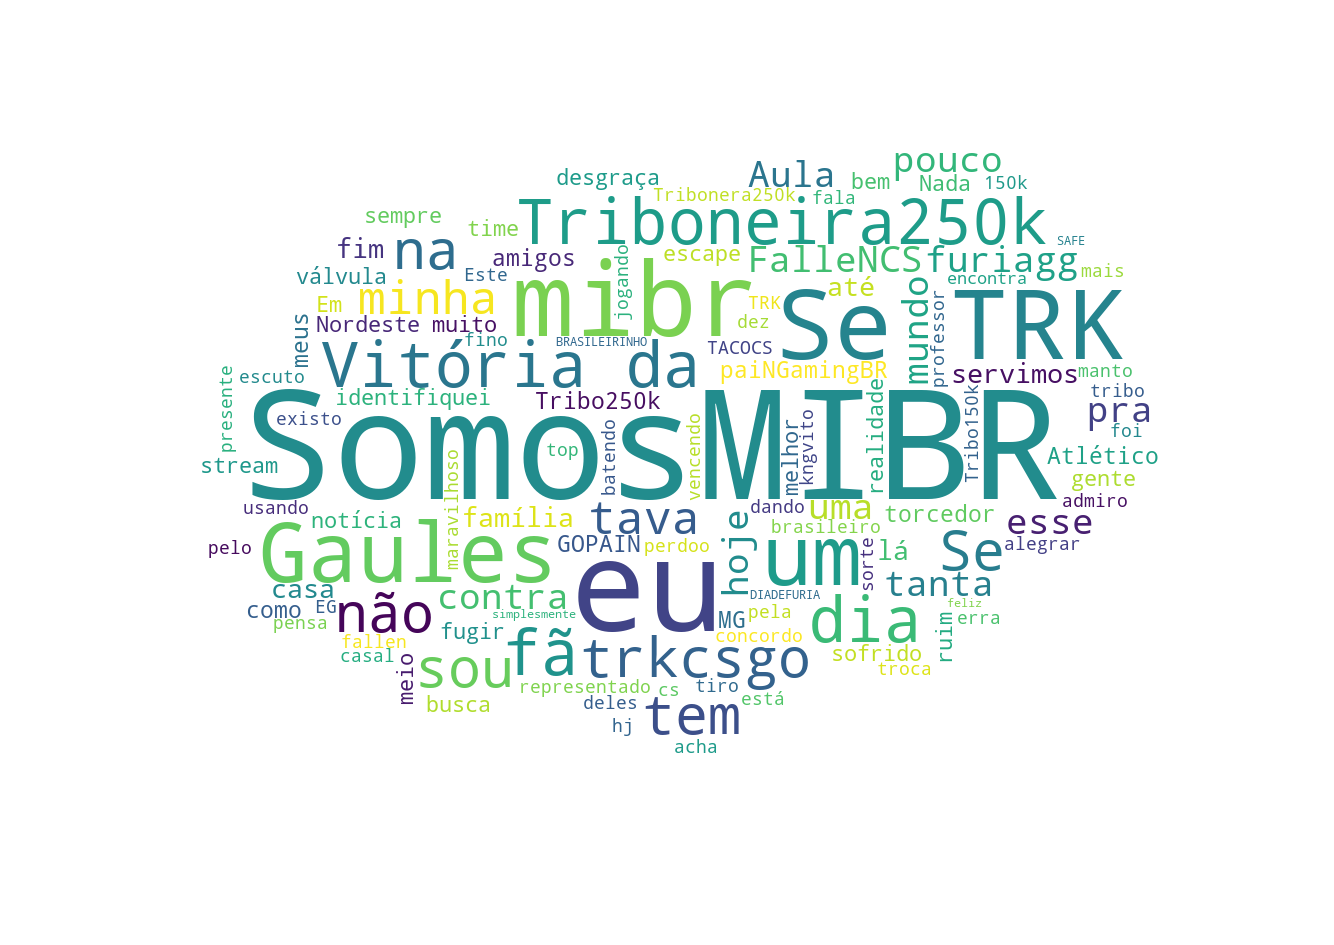 pouco
Aula
desgraça
bem
Nada
150k
Tribonera250k
fala
sempre
Triboneira250k
time
SAFE
fim
na
amigos
escape
FalleNCS
furiagg
mais
válvula
Este
jogando
mibr
até
encontra
Em
minha
TRK
Se
TRK
mundo
professor
Nordeste
muito
dez
meus
fino
BRASILEIRINHO
TACOCS
Vitória da
paiNGamingBR
servimos
manto
escuto
presente
identifiquei
Tribo250k
realidade
tribo
existo
SomosMIBR
pra
foi
top
batendo
vencendo
melhor
kngvito
Tribo150k
stream
Atlético
maravilhoso
gente
usando
notícia
família
tava
hoje
dando
uma
torcedor
admiro
brasileiro
esse
pelo
Gaules
GOPAIN
perdoo
um
sorte
lá
Se
alegrar
casa
eu
como
EG
contra
DIADEFURIA
tanta
feliz
simplesmente
pensa
não
MG
pela
dia
erra
fallen
fugir
fã
trkcsgo
concordo
ruim
casal
sofrido
meio
sou
troca
representado
cs
tiro
está
busca
deles
tem
hj
acha